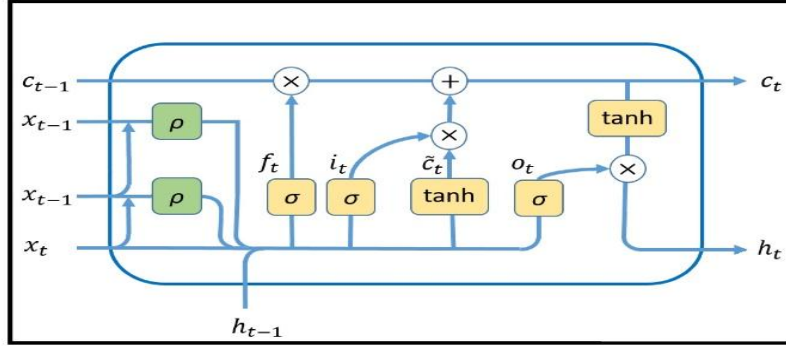 c_{t−1} × + c_t
x_{t−1} ρ tanh
f_t i_t × c̃_t o_t ×
x_{t−1} ρ σ σ tanh σ
x_t h_t
h_{t−1}